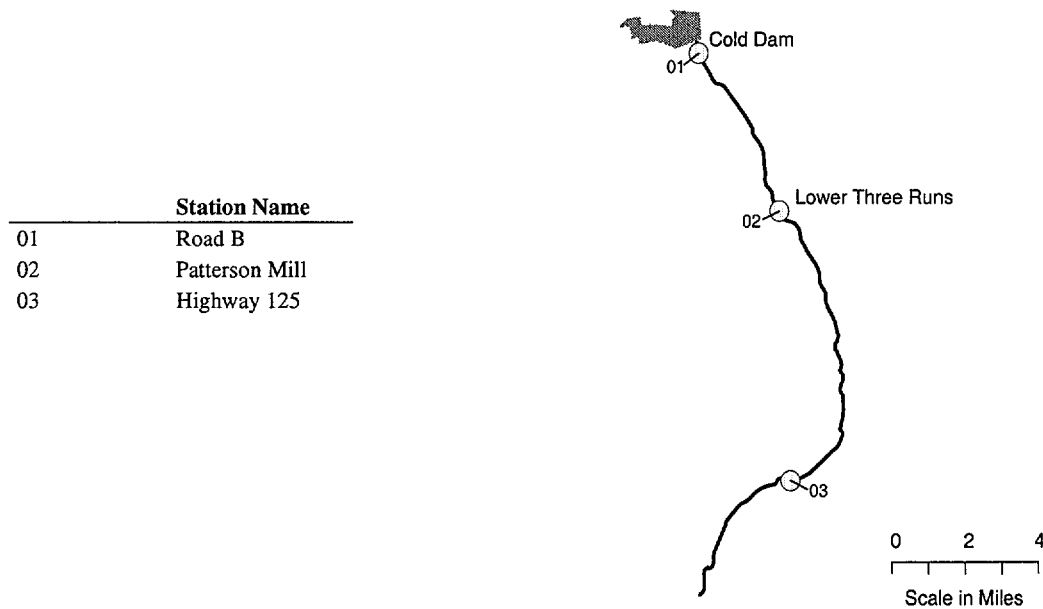 Station Name
01 Road B
02 Patterson Mill
03 Highway 125
Cold Dam
01
Lower Three Runs
02
03
0 2 4
Scale in Miles